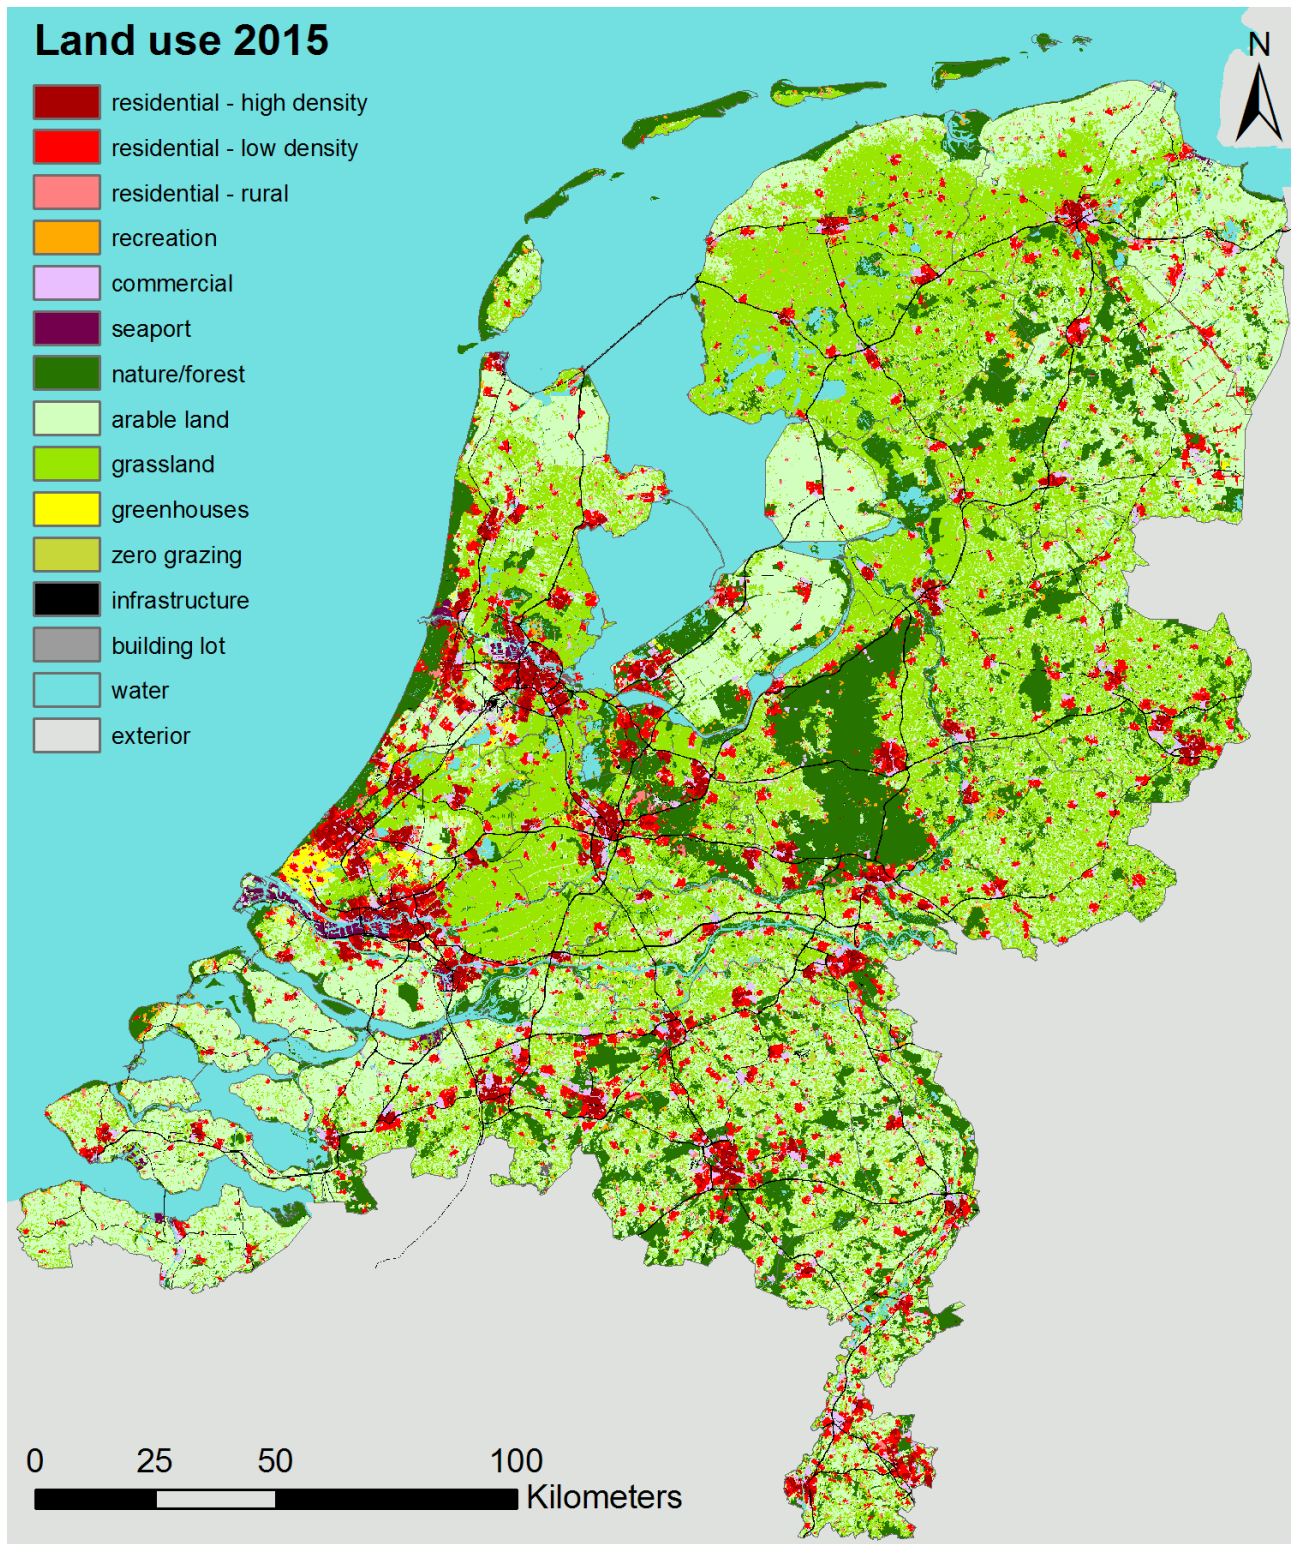 Land use 2015
N
residential - high density
residential - low density
residential - rural
recreation
commercial
seaport
nature/forest
arable land
grassland
greenhouses
zero grazing
infrastructure
building lot
water
exterior
0 25 50 100
Kilometers